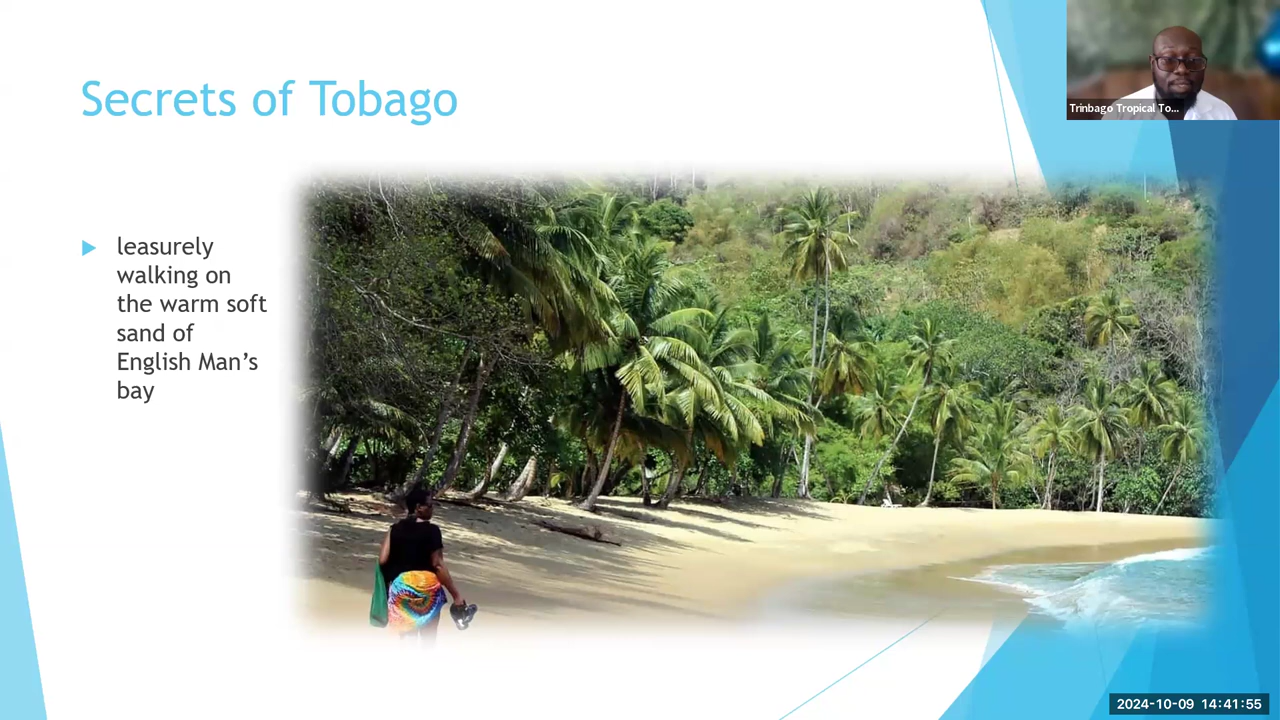 Secrets of Tobago
Trinbago Tropical To...
leasurely
walking on
the warm soft
sand of
English Man’s
bay
2024-10-09 14:41:55